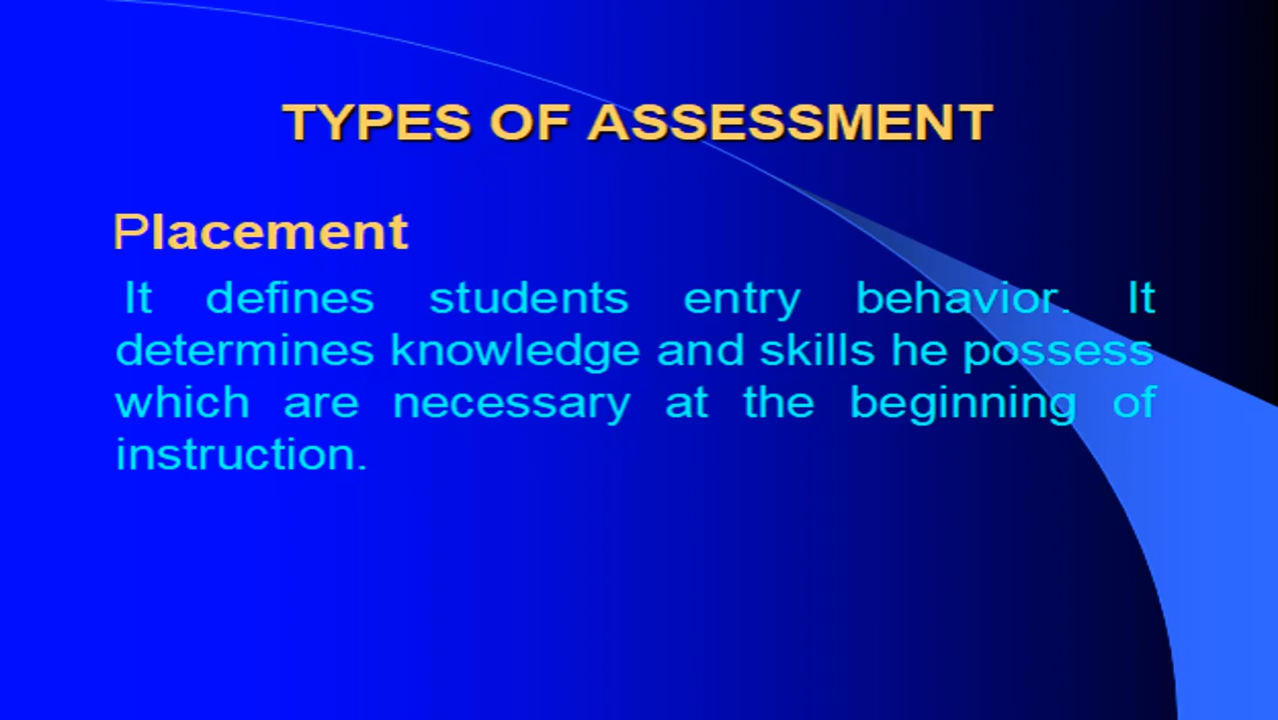 TYPES OF ASSESSMENT
Placement
It defines students entry behavior. It
determines knowledge and skills he possess
which are necessary at the beginning of
instruction.